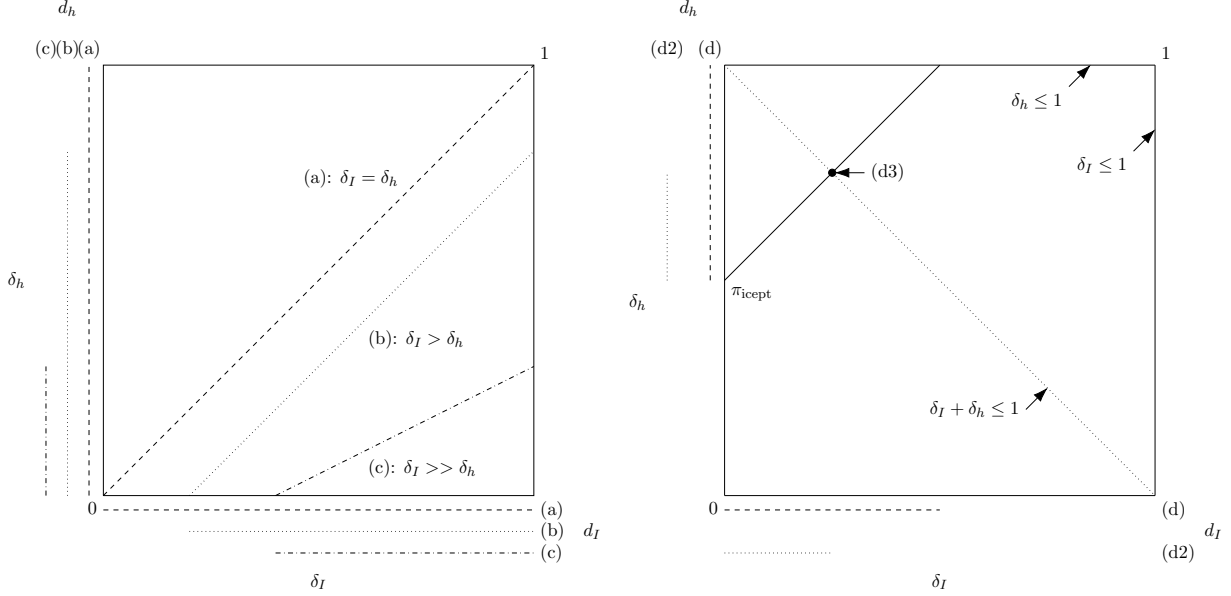 d_h
(c)(b)(a)
1
(a): δ_I = δ_h
δ_h
(b): δ_I > δ_h
(c): δ_I >> δ_h
0
(a)
(b)
d_I
(c)
δ_I
d_h
(d2) (d)
1
δ_h ≤ 1
δ_I ≤ 1
(d3)
π_icept
δ_h
δ_I + δ_h ≤ 1
0
(d)
d_I
(d2)
δ_I